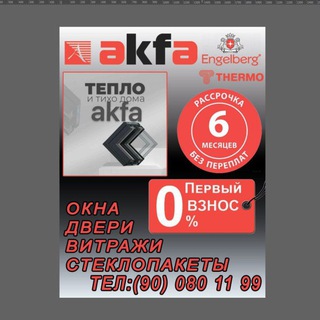 akfa
Engelberg®
THERMO
ТЕПЛО
и тихо дома
akfa
РАССРОЧКА
6
МЕСЯЦЕВ
БЕЗ ПЕРЕПЛАТ
0%
Первый
ВЗНОС
ОКНА
ДВЕРИ
ВИТРАЖИ
СТЕКЛОПАКЕТЫ
ТЕЛ:(90) 080 11 99